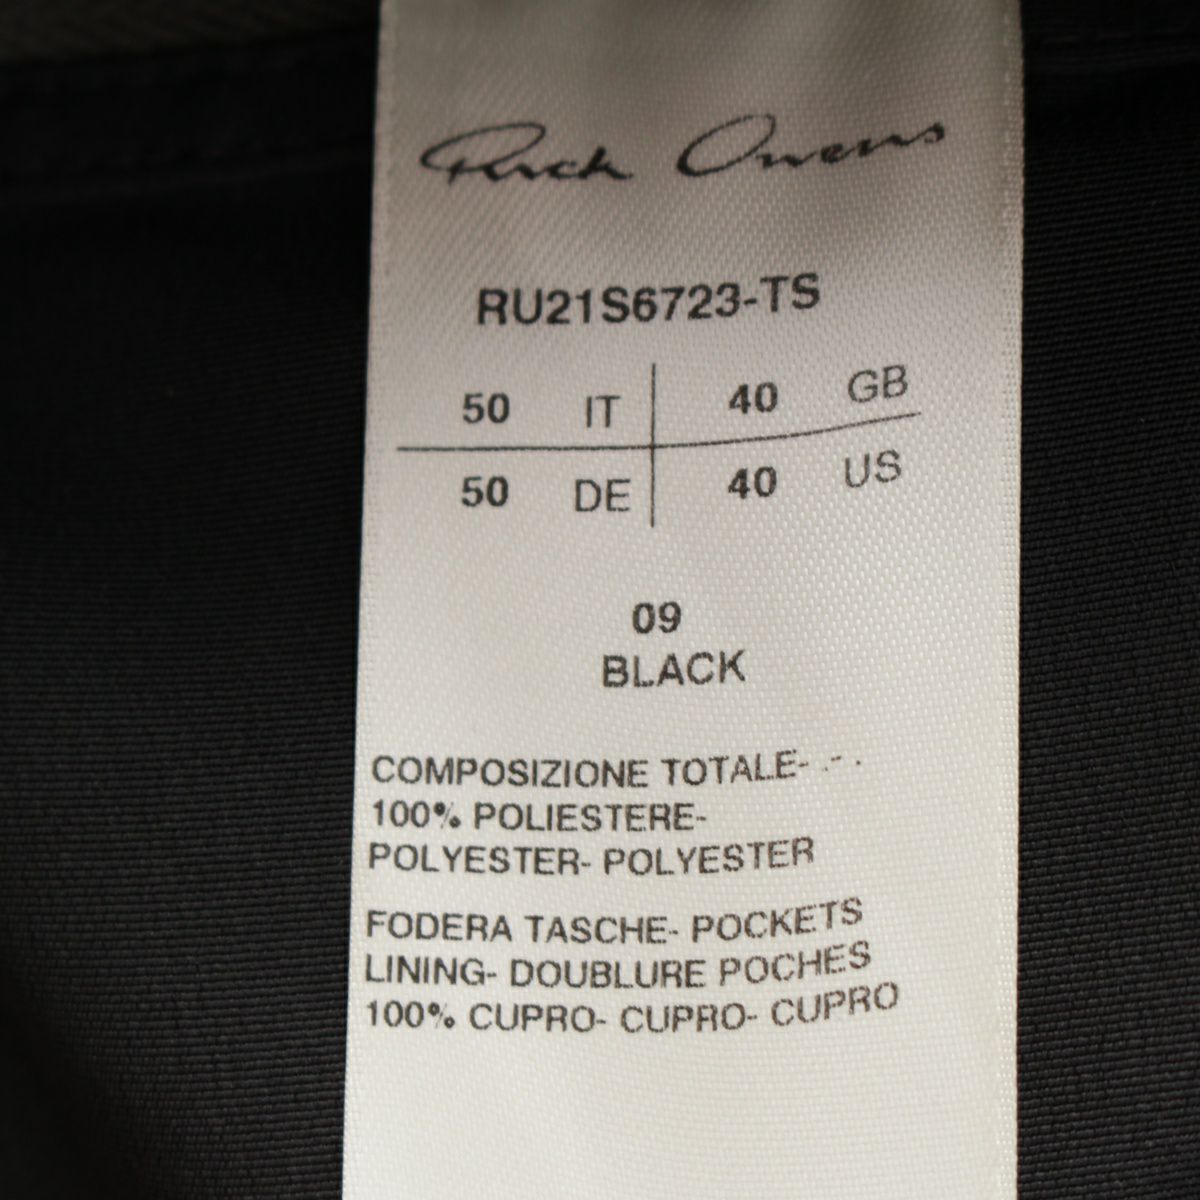 Rick Owens
RU21S6723-TS
50 IT 40 GB
50 DE 40 US
09
BLACK
COMPOSIZIONE TOTALE- .- .
100% POLIESTERE-
POLYESTER- POLYESTER
FODERA TASCHE- POCKETS
LINING- DOUBLURE POCHES
100% CUPRO- CUPRO- CUPRO